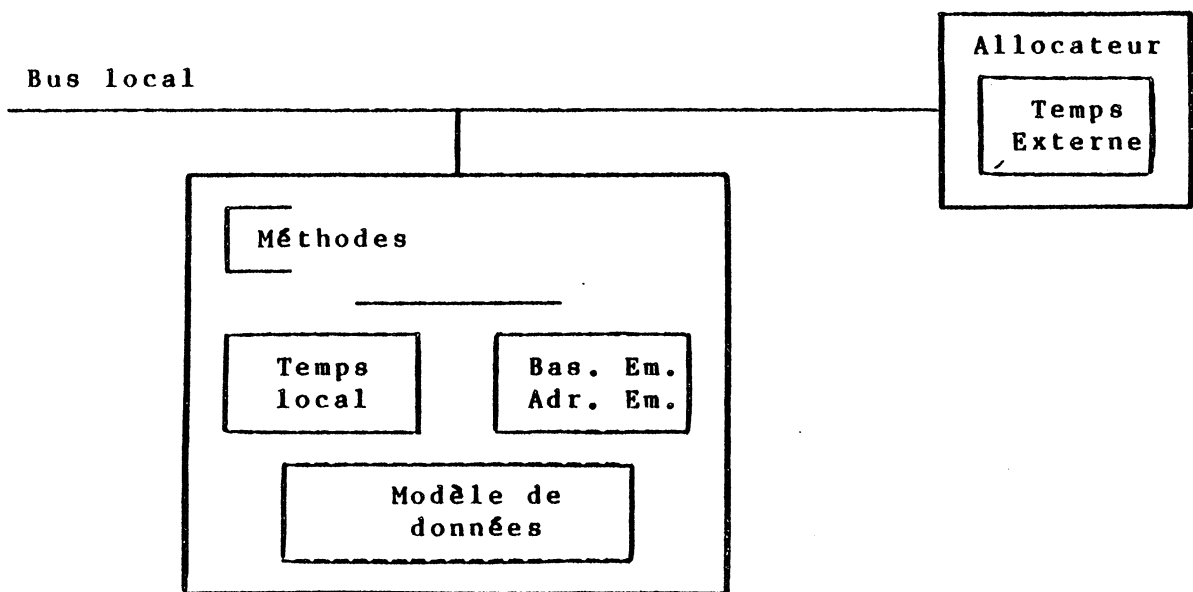 Allocateur
Bus local
Temps
Externe
Méthodes
Temps
local
Bas. Em.
Adr. Em.
Modèle de
données